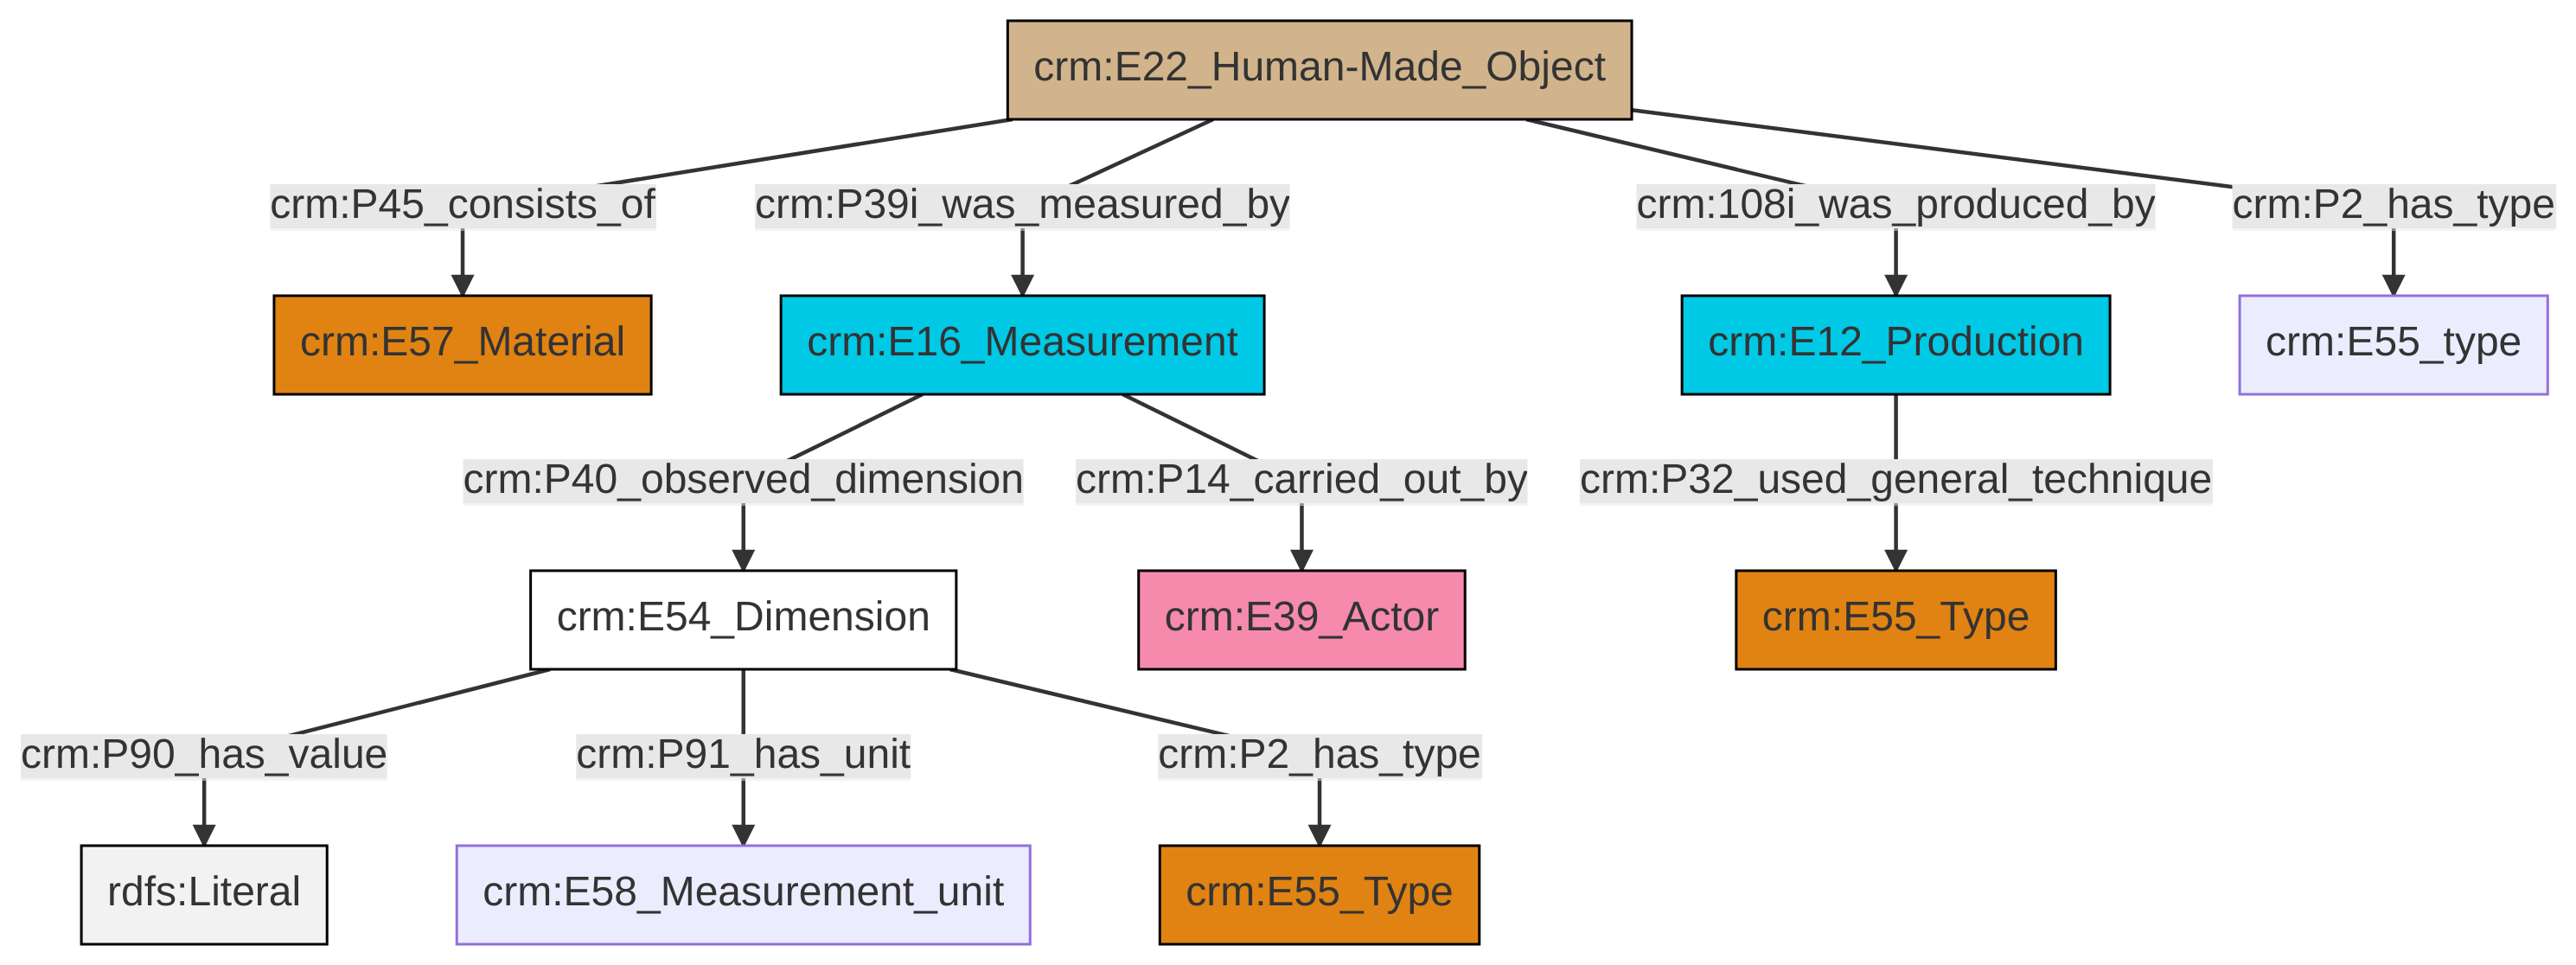 crm:E22_Human-Made_Object
crm:P45_consists_of
crm:P39i_was_measured_by
crm:108i_was_produced_by
crm:P2_has_type
crm:E57_Material
crm:E16_Measurement
crm:E12_Production
crm:E55_type
crm:P40_observed_dimension
crm:P14_carried_out_by
crm:P32_used_general_technique
crm:E54_Dimension
crm:E39_Actor
crm:E55_Type
crm:P90_has_value
crm:P91_has_unit
crm:P2_has_type
rdfs:Literal
crm:E58_Measurement_unit
crm:E55_Type